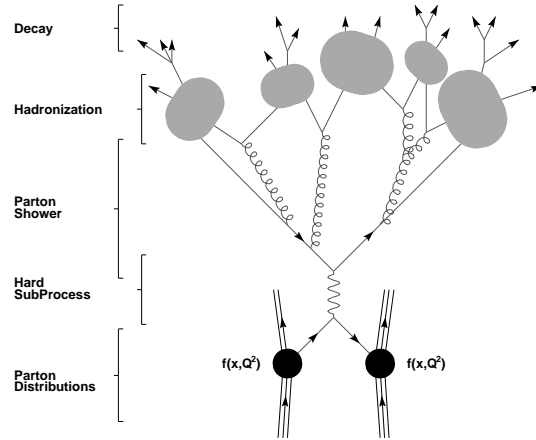 Decay
Hadronization
Parton
Shower
Hard
SubProcess
f(x,Q²) f(x,Q²)
Parton
Distributions